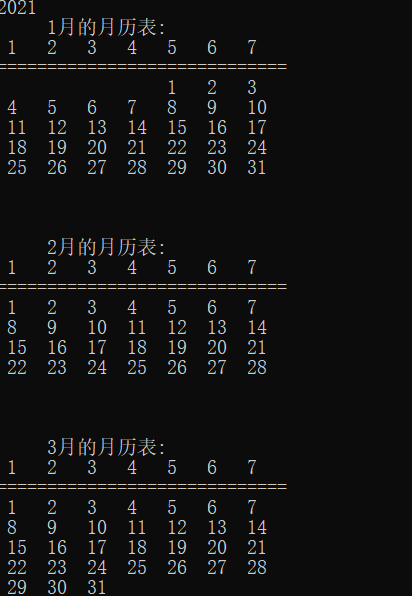 2021
1月的月历表:
1 2 3 4 5 6 7
============================
1 2 3
4 5 6 7 8 9 10
11 12 13 14 15 16 17
18 19 20 21 22 23 24
25 26 27 28 29 30 31
2月的月历表:
1 2 3 4 5 6 7
============================
1 2 3 4 5 6 7
8 9 10 11 12 13 14
15 16 17 18 19 20 21
22 23 24 25 26 27 28
3月的月历表:
1 2 3 4 5 6 7
============================
1 2 3 4 5 6 7
8 9 10 11 12 13 14
15 16 17 18 19 20 21
22 23 24 25 26 27 28
29 30 31